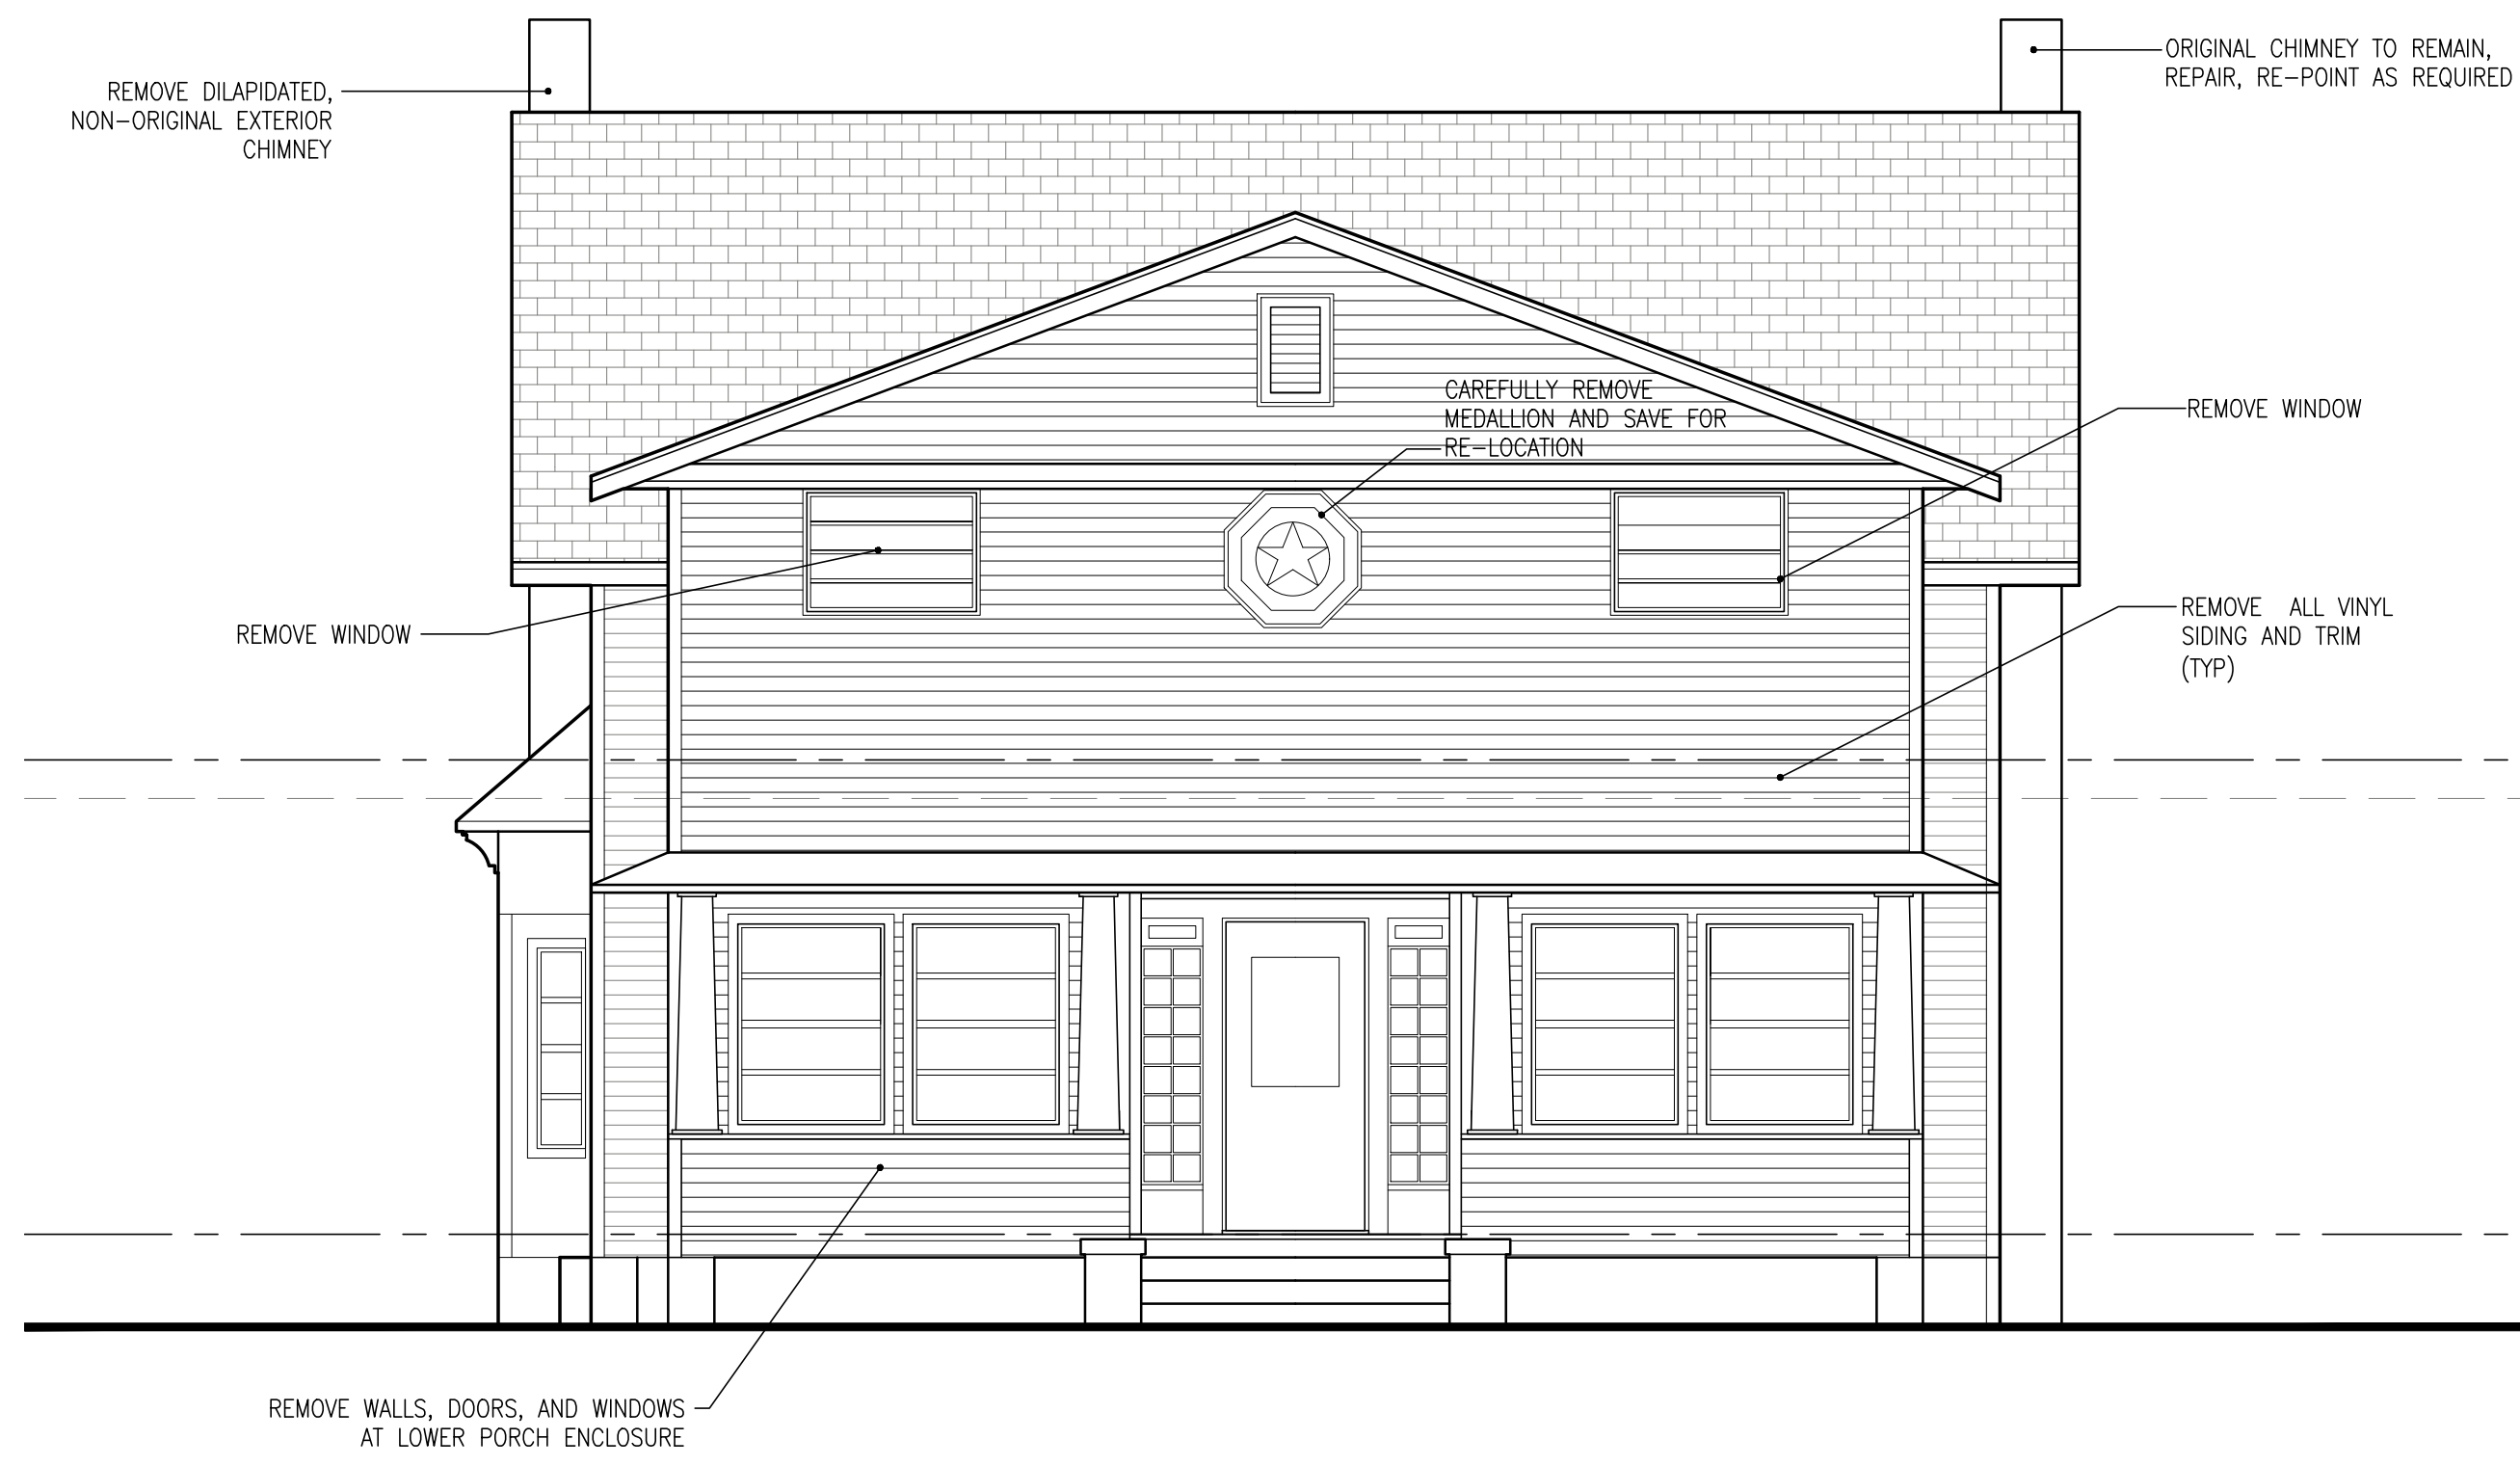 ORIGINAL CHIMNEY TO REMAIN,
REPAIR, RE-POINT AS REQUIRED
REMOVE DILAPIDATED,
NON-ORIGINAL EXTERIOR
CHIMNEY
CAREFULLY REMOVE
MEDALLION AND SAVE FOR
RE-LOCATION
REMOVE WINDOW
REMOVE WINDOW
REMOVE ALL VINYL
SIDING AND TRIM
(TYP)
REMOVE WALLS, DOORS, AND WINDOWS
AT LOWER PORCH ENCLOSURE